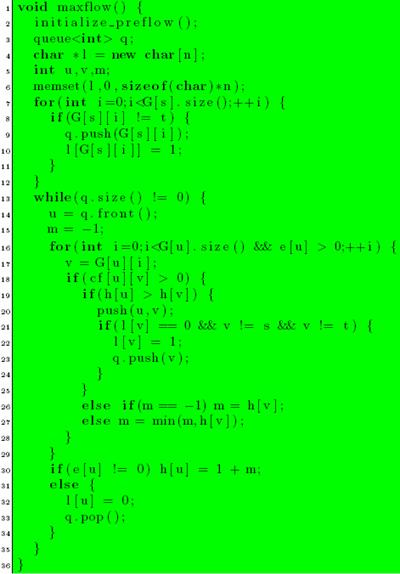 1 void maxflow() {
2 initialize_preflow();
3 queue<int> q;
4 char *l = new char[n];
5 int u,v,m;
6 memset(l,0,sizeof(char)*n);
7 for(int i=0;i<G[s].size();++i) {
8 if(G[s][i] != t) {
9 q.push(G[s][i]);
10 l[G[s][i]] = 1;
11 }
12 }
13 while(q.size() != 0) {
14 u = q.front();
15 m = -1;
16 for(int i=0;i<G[u].size() && e[u] > 0;++i) {
17 v = G[u][i];
18 if(cf[u][v] > 0) {
19 if(h[u] > h[v]) {
20 push(u,v);
21 if(l[v] == 0 && v != s && v != t) {
22 l[v] = 1;
23 q.push(v);
24 }
25 }
26 else if(m == -1) m = h[v];
27 else m = min(m,h[v]);
28 }
29 }
30 if(e[u] != 0) h[u] = 1 + m;
31 else {
32 l[u] = 0;
33 q.pop();
34 }
35 }
36 }